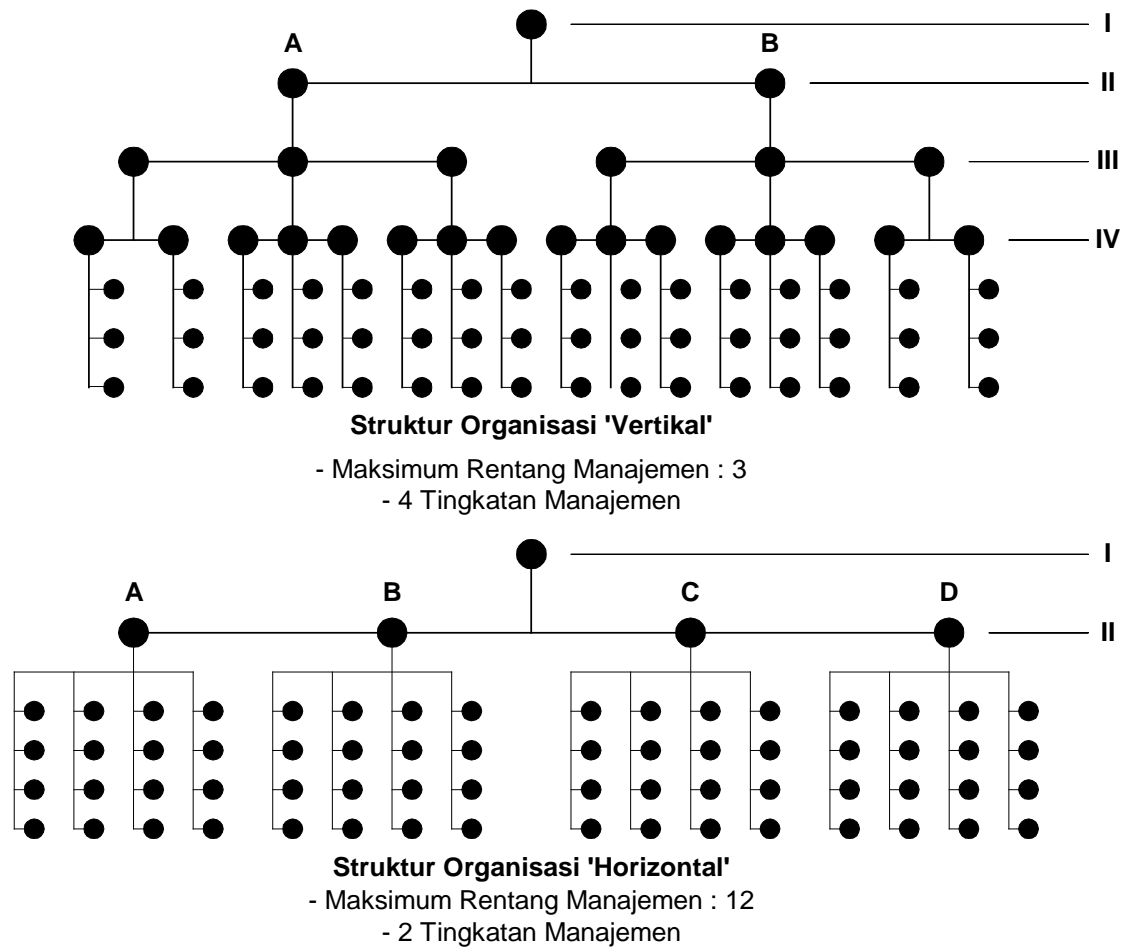 I
A B
II
III
IV
Struktur Organisasi 'Vertikal'
- Maksimum Rentang Manajemen : 3
- 4 Tingkatan Manajemen
I
A B C D
II
Struktur Organisasi 'Horizontal'
- Maksimum Rentang Manajemen : 12
- 2 Tingkatan Manajemen